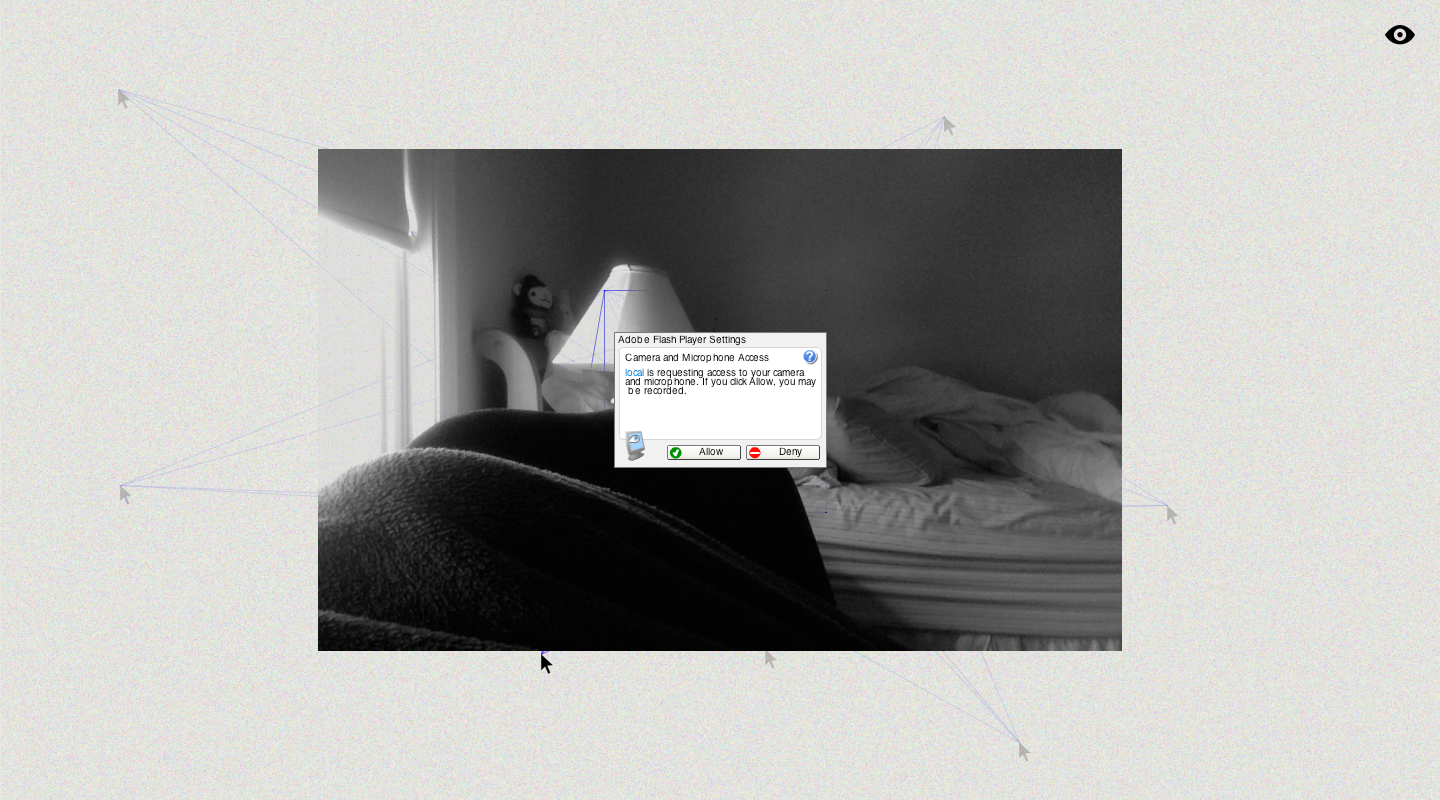 Adobe Flash Player Settings
Camera and Microphone Access
local is requesting access to your camera
and microphone. If you click Allow, you may
be recorded.
Allow
Deny